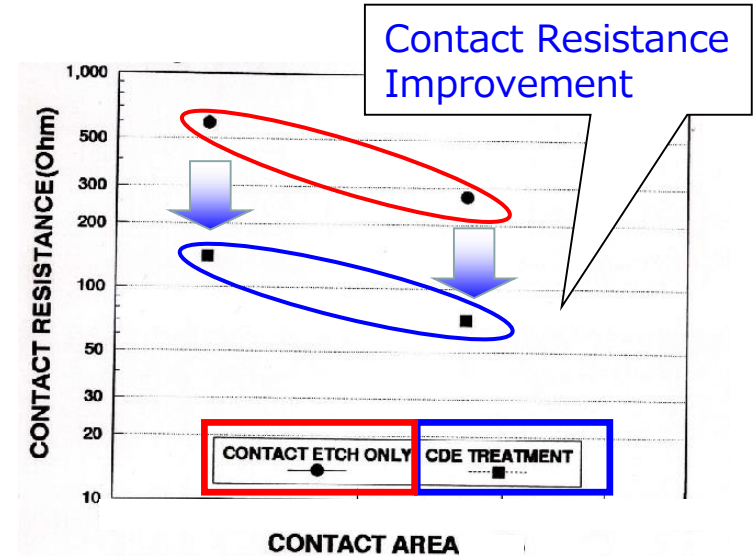 Contact Resistance
Improvement
CONTACT RESISTANCE(Ohm)
1,000
500
300
200
100
50
30
20
10
CONTACT ETCH ONLY
CDE TREATMENT
CONTACT AREA